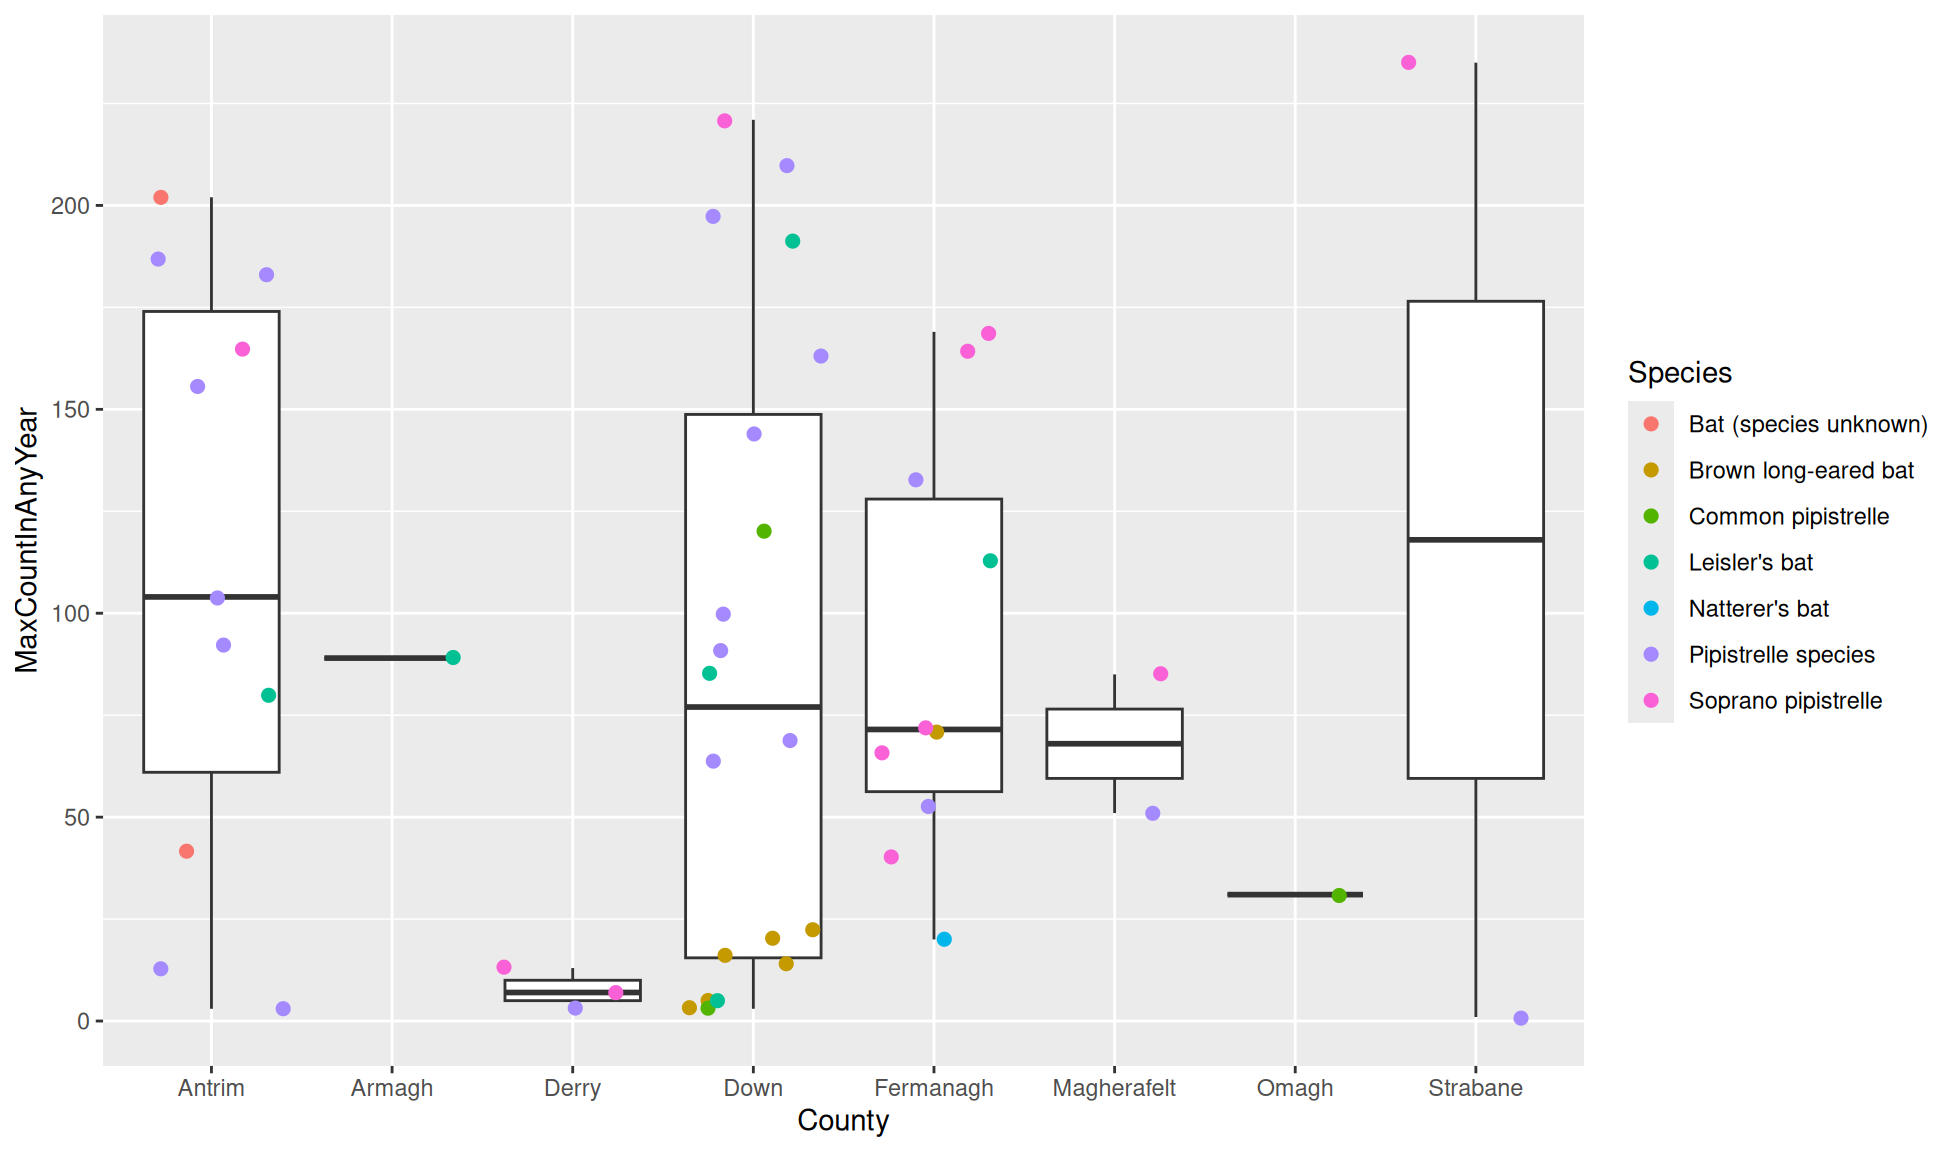 MaxCountInAnyYear
200
150
100
50
0
Antrim
Armagh
Derry
Down
Fermanagh
Magherafelt
Omagh
Strabane
County
Species
Bat (species unknown)
Brown long-eared bat
Common pipistrelle
Leisler's bat
Natterer's bat
Pipistrelle species
Soprano pipistrelle